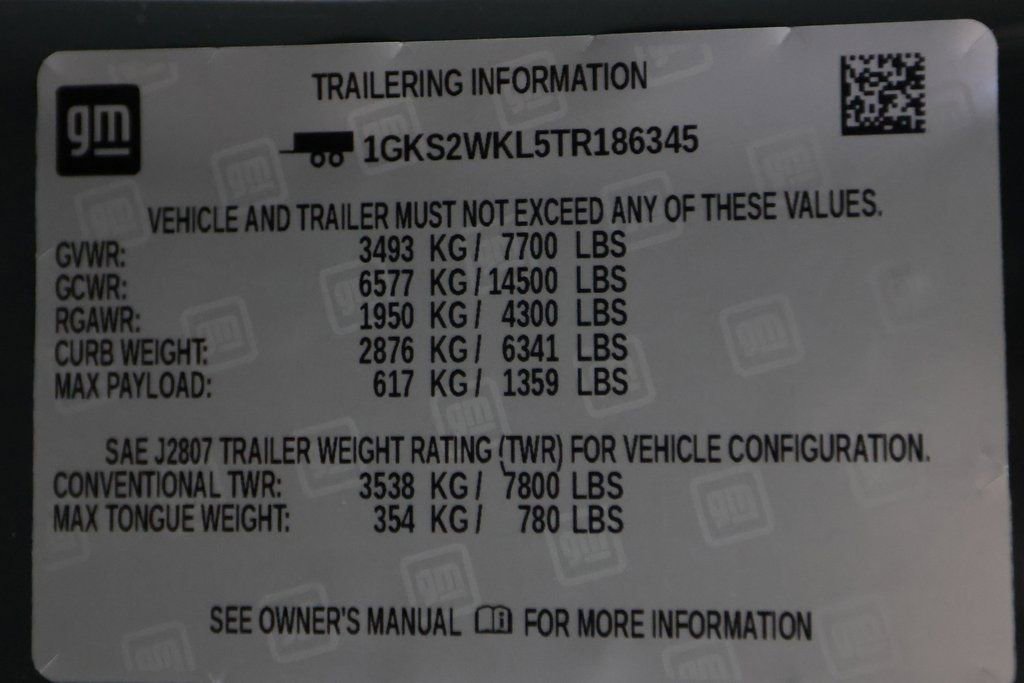 gm
TRAILERING INFORMATION
1GKS2WKL5TR186345
VEHICLE AND TRAILER MUST NOT EXCEED ANY OF THESE VALUES.
GVWR: 3493 KG / 7700 LBS
GCWR: 6577 KG / 14500 LBS
RGAWR: 1950 KG / 4300 LBS
CURB WEIGHT: 2876 KG / 6341 LBS
MAX PAYLOAD: 617 KG / 1359 LBS
SAE J2807 TRAILER WEIGHT RATING (TWR) FOR VEHICLE CONFIGURATION.
CONVENTIONAL TWR: 3538 KG / 7800 LBS
MAX TONGUE WEIGHT: 354 KG / 780 LBS
SEE OWNER'S MANUAL FOR MORE INFORMATION